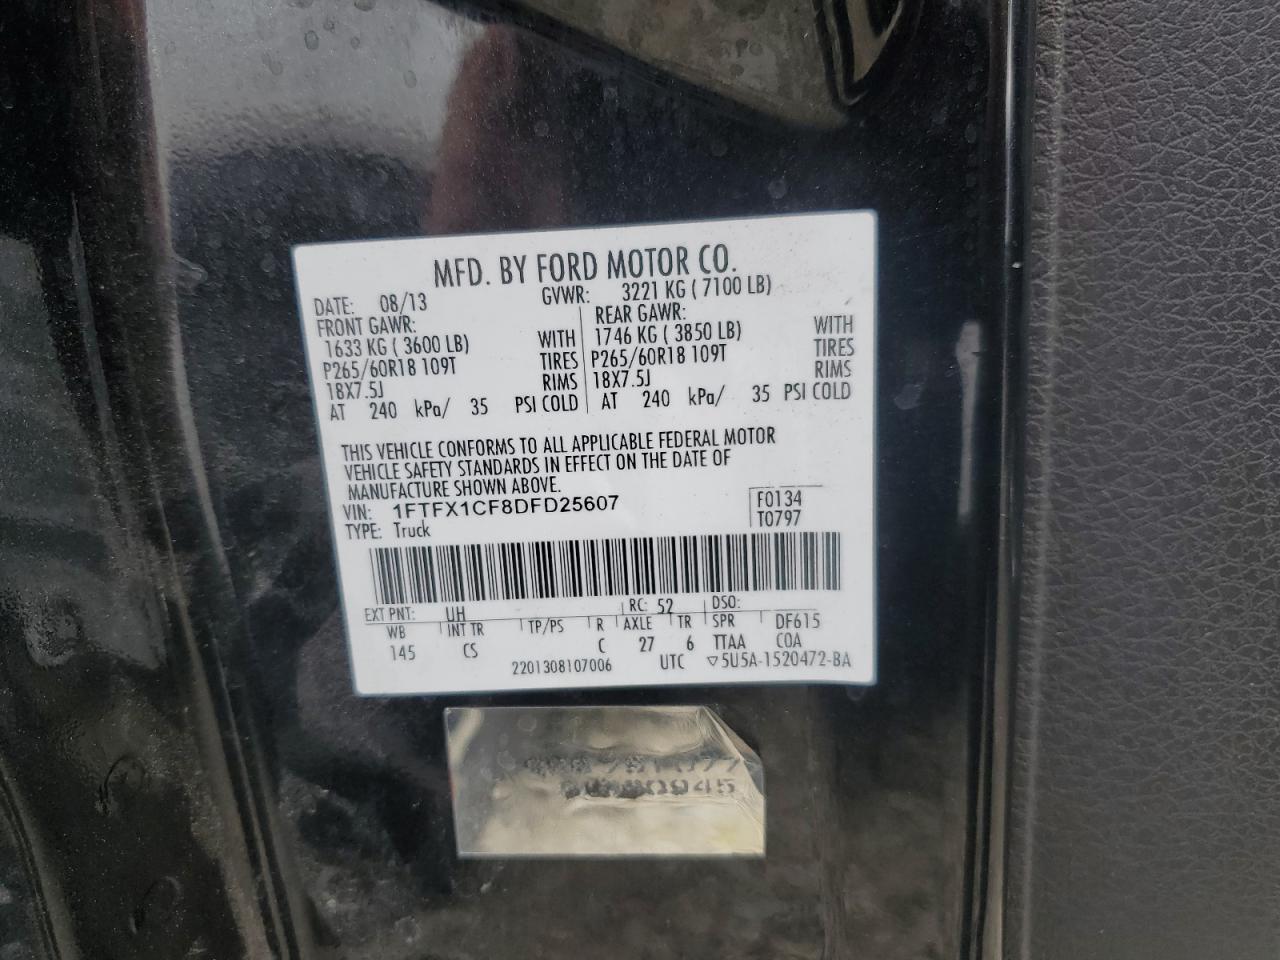 MFD. BY FORD MOTOR CO.
DATE: 08/13 GVWR: 3221 KG ( 7100 LB)
FRONT GAWR: REAR GAWR:
1633 KG ( 3600 LB) WITH 1746 KG ( 3850 LB) WITH
P265/60R18 109T TIRES P265/60R18 109T TIRES
18X7.5J RIMS 18X7.5J RIMS
AT 240 kPa/ 35 PSI COLD AT 240 kPa/ 35 PSI COLD
THIS VEHICLE CONFORMS TO ALL APPLICABLE FEDERAL MOTOR
VEHICLE SAFETY STANDARDS IN EFFECT ON THE DATE OF
MANUFACTURE SHOWN ABOVE.
VIN: 1FTFX1CF8DFD25607 F0134
TYPE: Truck T0797
EXT PNT: UH RC: 52 DSO:
WB INT TR TP/PS R AXLE TR SPR DF615
145 CS C 27 6 TTAA COA
2201308107006 UTC ▽5U5A-1520472-BA